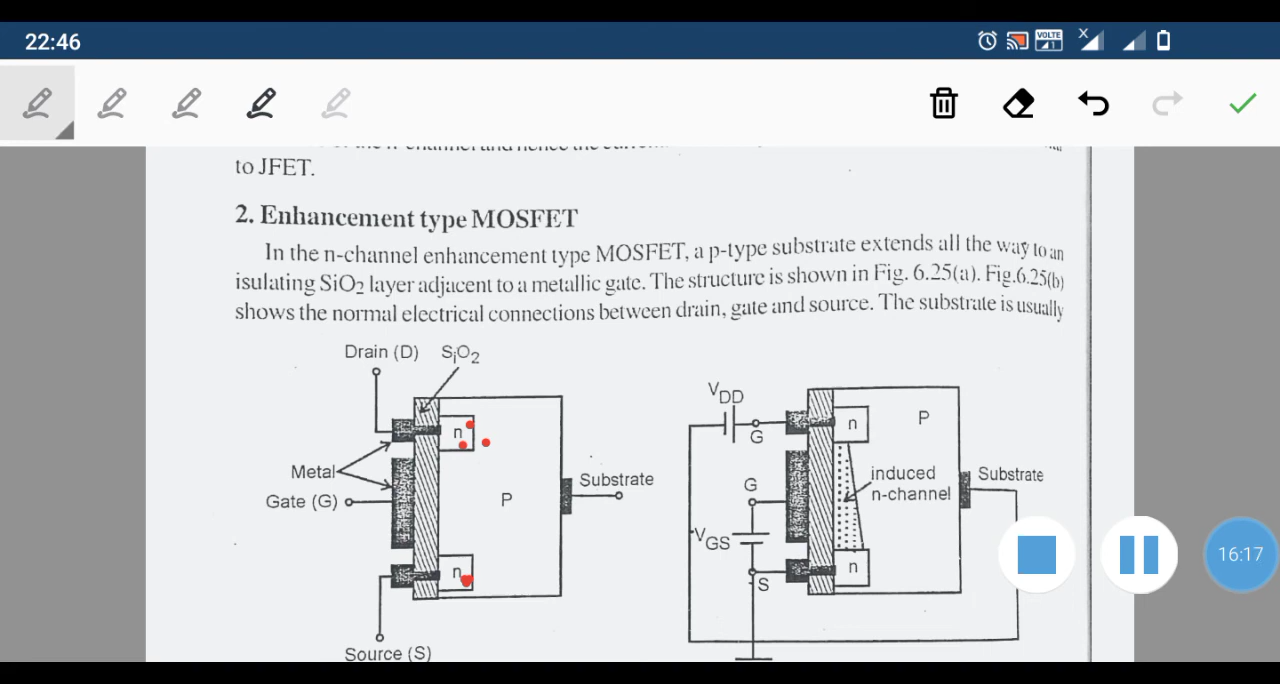 22:46
VOLTE
to JFET.
2. Enhancement type MOSFET
In the n-channel enhancement type MOSFET, a p-type substrate extends all the way to an
isulating SiO2 layer adjacent to a metallic gate. The structure is shown in Fig. 6.25(a). Fig.6.25(b)
shows the normal electrical connections between drain, gate and source. The substrate is usually
Drain (D) SiO2
n
Metal
Gate (G)
P
Substrate
n
Source (S)
VDD
G
n
P
G
induced
n-channel
Substrate
VGS
S
n
16:17